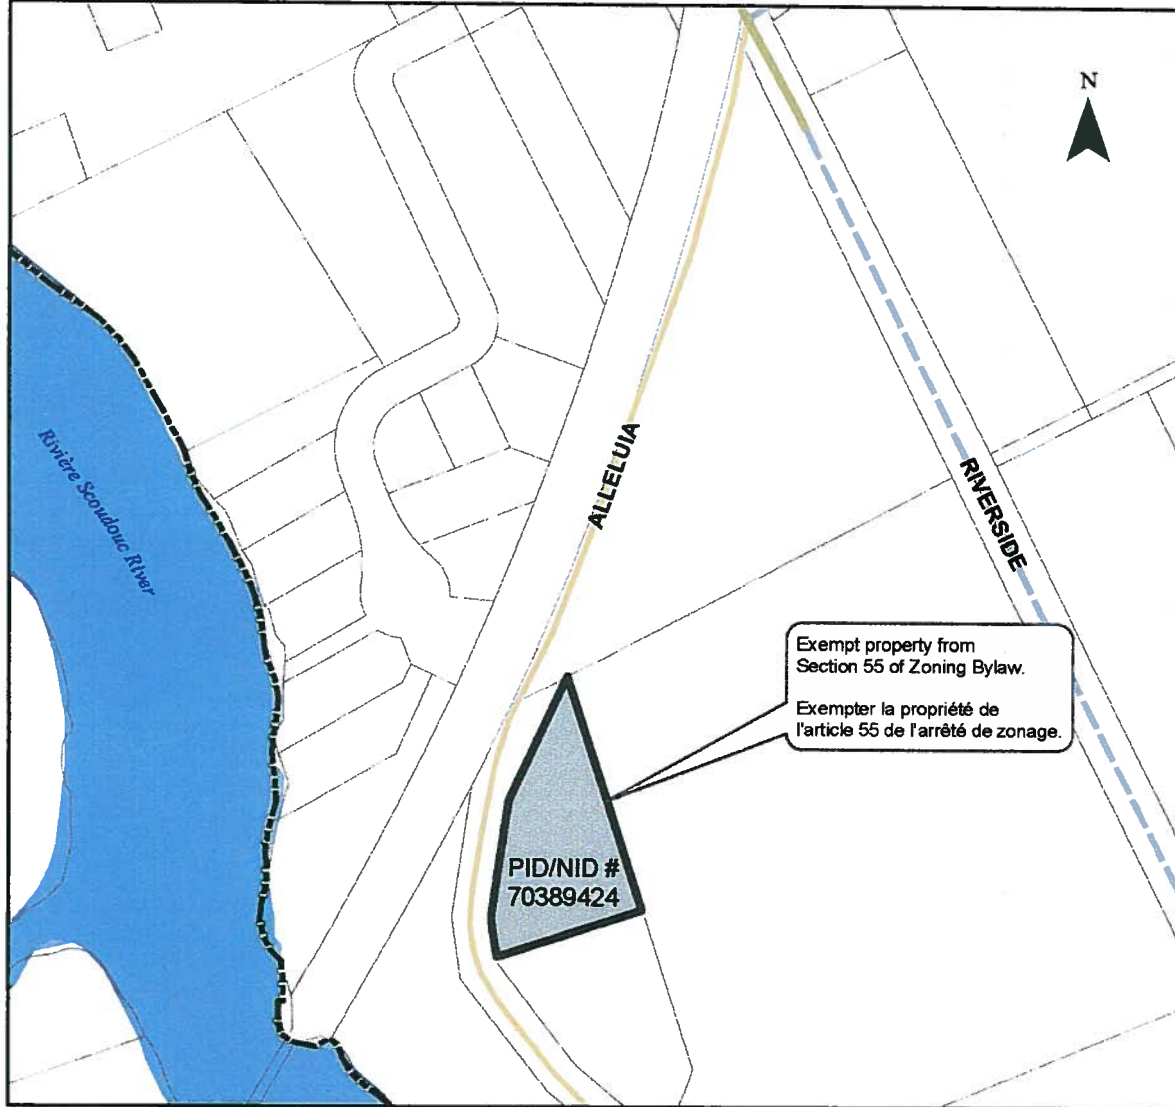 N
Rivière Scoudouc River
ALLELUIA
RIVERSIDE
Exempt property from
Section 55 of Zoning Bylaw.
Exempter la propriété de
l'article 55 de l'arrêté de zonage.
PID/NID #
70389424